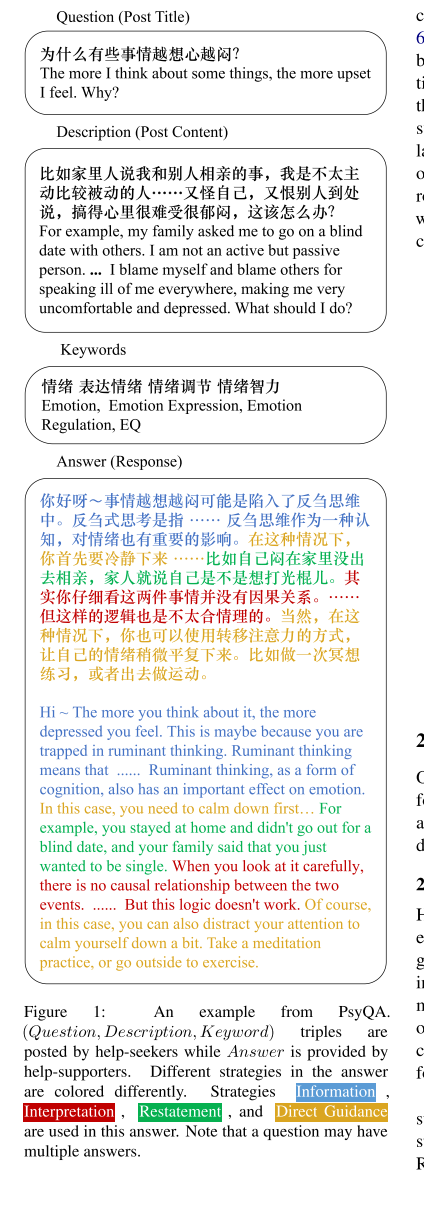 Question (Post Title)
为什么有些事情越想心越闷？
The more I think about some things, the more upset
I feel. Why?
Description (Post Content)
比如家里人说我和别人相亲的事，我是不太主
动比较被动的人……又怪自己，又恨别人到处
说，搞得心里很难受很郁闷，这该怎么办？
For example, my family asked me to go on a blind
date with others. I am not an active but passive
person. ... I blame myself and blame others for
speaking ill of me everywhere, making me very
uncomfortable and depressed. What should I do?
Keywords
情绪 表达情绪 情绪调节 情绪智力
Emotion, Emotion Expression, Emotion
Regulation, EQ
Answer (Response)
你好呀～事情越想越闷可能是陷入了反刍思维
中。反刍式思考是指 …… 反刍思维作为一种认
知，对情绪也有重要的影响。在这种情况下，
你首先要冷静下来 ……比如自己闷在家里没出
去相亲，家人就说自己是不是想打光棍儿。其
实你仔细看这两件事情并没有因果关系。……
但这样的逻辑也是不太合情理的。当然，在这
种情况下，你也可以使用转移注意力的方式，
让自己的情绪稍微平复下来。比如做一次冥想
练习，或者出去做运动。
Hi ~ The more you think about it, the more
depressed you feel. This is maybe because you are
trapped in ruminant thinking. Ruminant thinking
means that ...... Ruminant thinking, as a form of
cognition, also has an important effect on emotion.
In this case, you need to calm down first… For
example, you stayed at home and didn't go out for a
blind date, and your family said that you just
wanted to be single. When you look at it carefully,
there is no causal relationship between the two
events. ...... But this logic doesn't work. Of course,
in this case, you can also distract your attention to
calm yourself down a bit. Take a meditation
practice, or go outside to exercise.
Figure 1: An example from PsyQA.
(Question, Description, Keyword) triples are
posted by help-seekers while Answer is provided by
help-supporters. Different strategies in the answer
are colored differently. Strategies Information ,
Interpretation , Restatement , and Direct Guidance
are used in this answer. Note that a question may have
multiple answers.